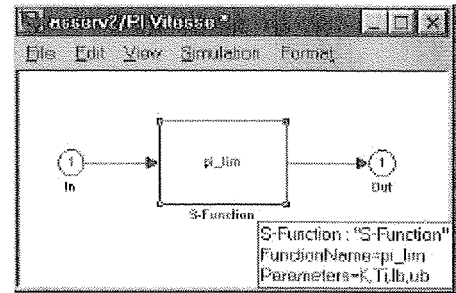 asserv2/PI Vitesse *
File Edit View Simulation Format
1
pi_lim
1
In
Out
S-Function
S-Function : "S-Function"
FunctionName=pi_lim
Parameters=K,Ti,lb,ub